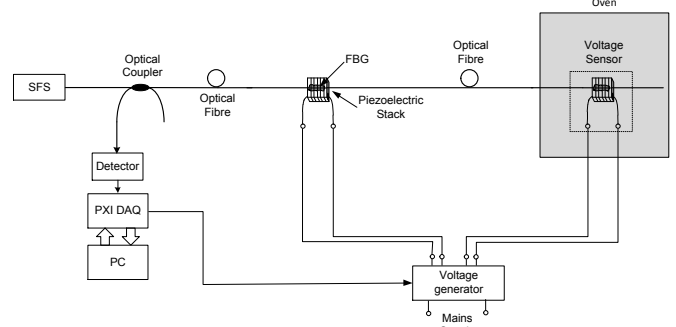 Oven
Optical
Coupler
FBG
Optical
Fibre
Voltage
Sensor
SFS
Optical
Fibre
Piezoelectric
Stack
Detector
PXI DAQ
PC
Voltage
generator
Mains